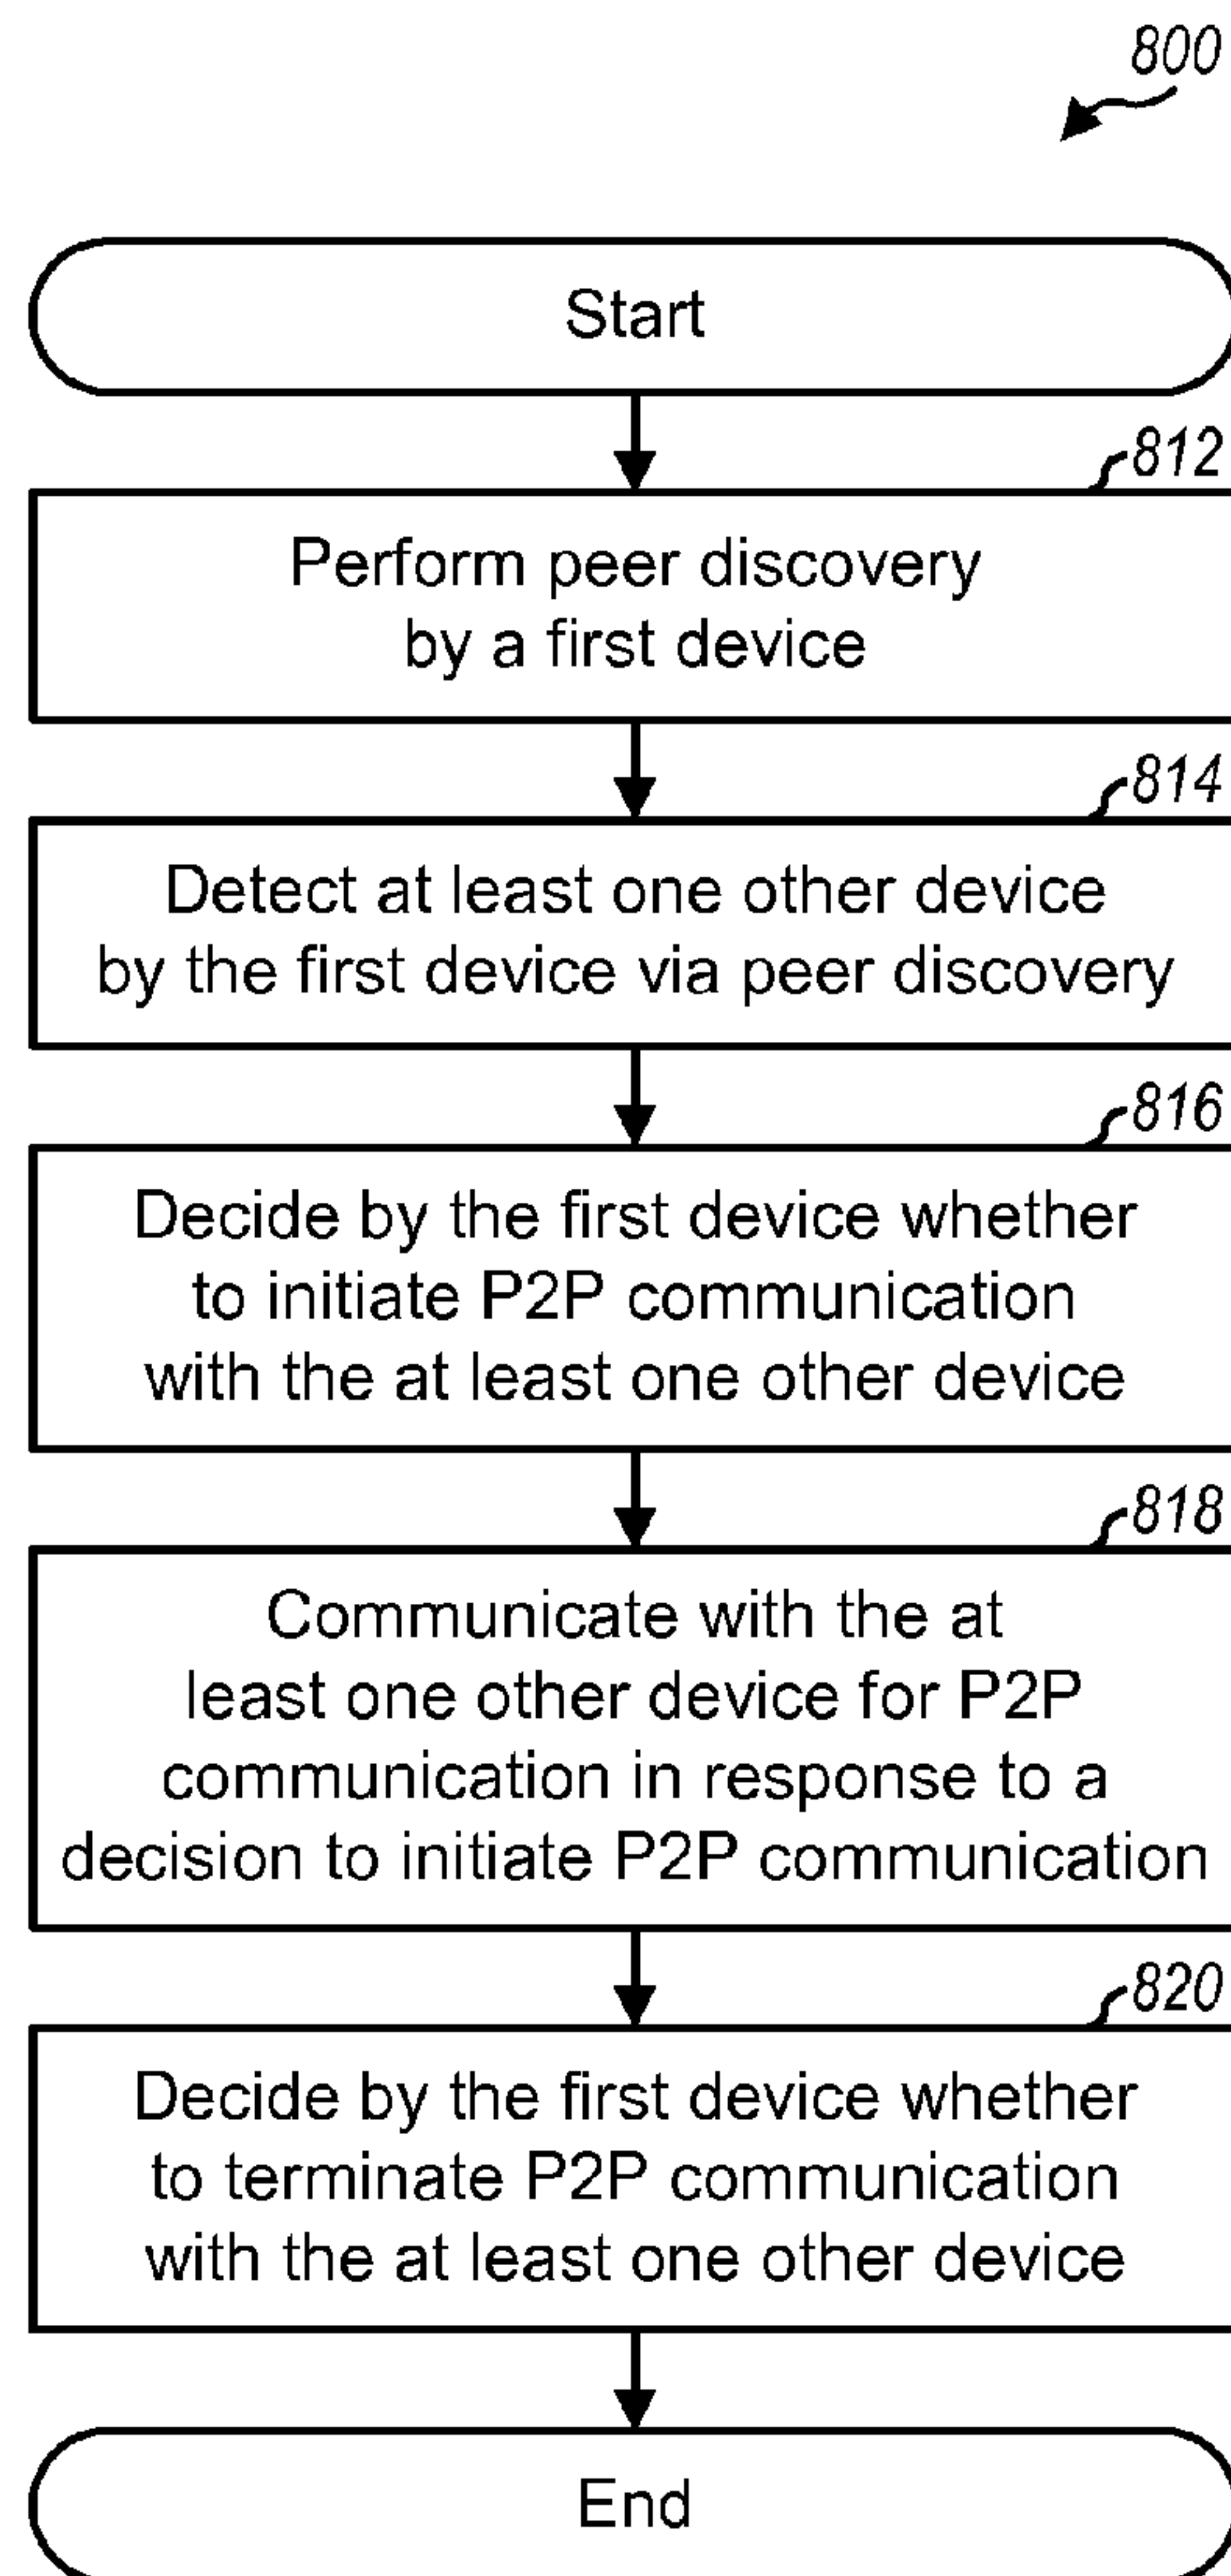 800
Start
812
Perform peer discovery
by a first device
814
Detect at least one other device
by the first device via peer discovery
816
Decide by the first device whether
to initiate P2P communication
with the at least one other device
818
Communicate with the at
least one other device for P2P
communication in response to a
decision to initiate P2P communication
820
Decide by the first device whether
to terminate P2P communication
with the at least one other device
End